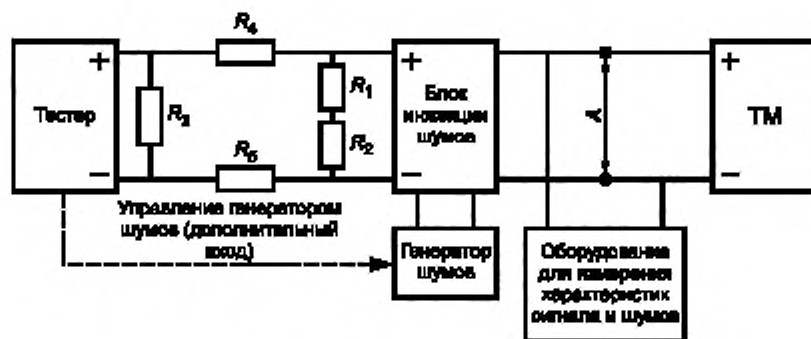 R₄
+
+
+
+
Тестер
R₃
R₁
R₂
Блок
инжекции
шумов
А
ТМ
−
R₅
−
−
−
Управление генератором
шумов (дополнительный
вход)
Генератор
шумов
Оборудование
для измерения
характеристик
сигнала и шумов